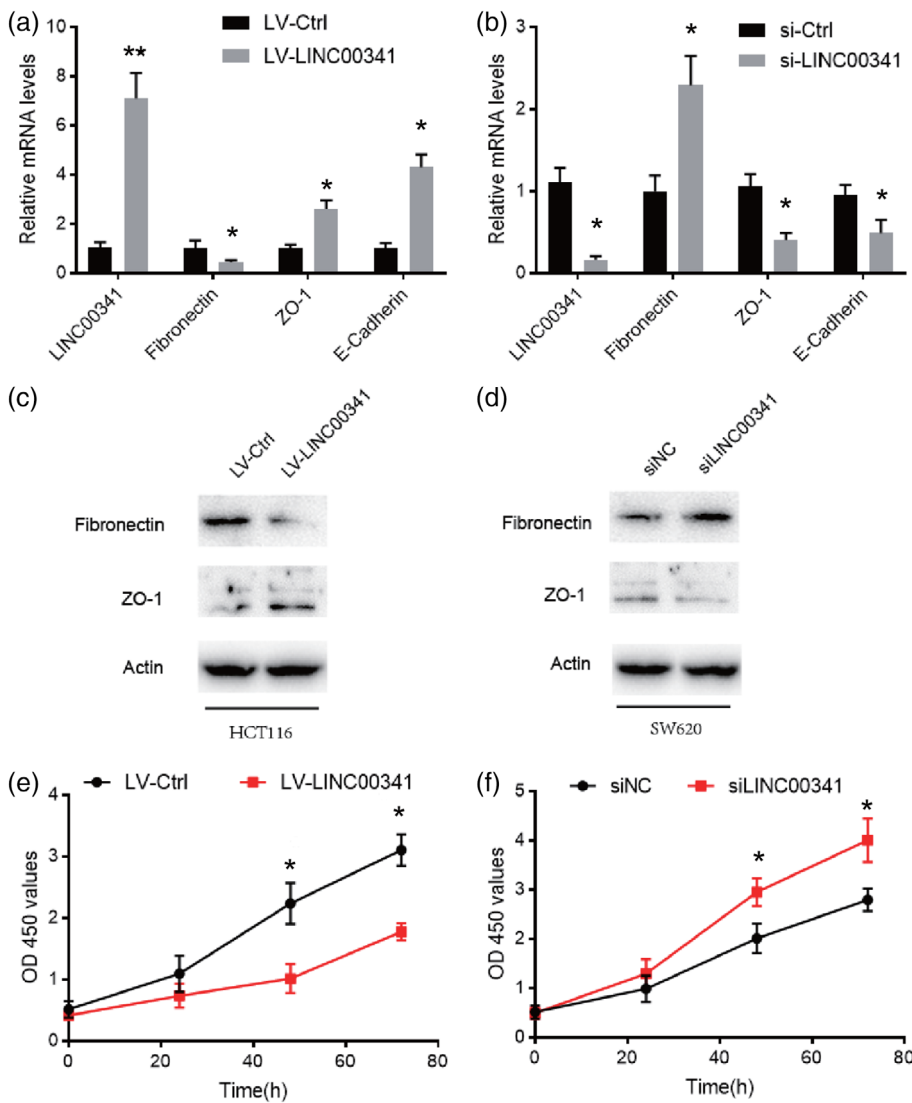 (a)
LV-Ctrl
LV-LINC00341
Relative mRNA levels
10
8
6
4
2
0
**
*
*
*
LINC00341
Fibronectin
ZO-1
E-Cadherin
(b)
si-Ctrl
si-LINC00341
Relative mRNA levels
3
2
1
0
*
*
*
*
LINC00341
Fibronectin
ZO-1
E-Cadherin
(c)
LV-Ctrl
LV-LINC00341
Fibronectin
ZO-1
Actin
HCT116
(d)
siNC
siLINC00341
Fibronectin
ZO-1
Actin
SW620
(e)
LV-Ctrl
LV-LINC00341
OD 450 values
4
3
2
1
0
*
*
0 20 40 60 80
Time(h)
(f)
siNC
siLINC00341
OD 450 values
5
4
3
2
1
0
*
*
0 20 40 60 80
Time(h)